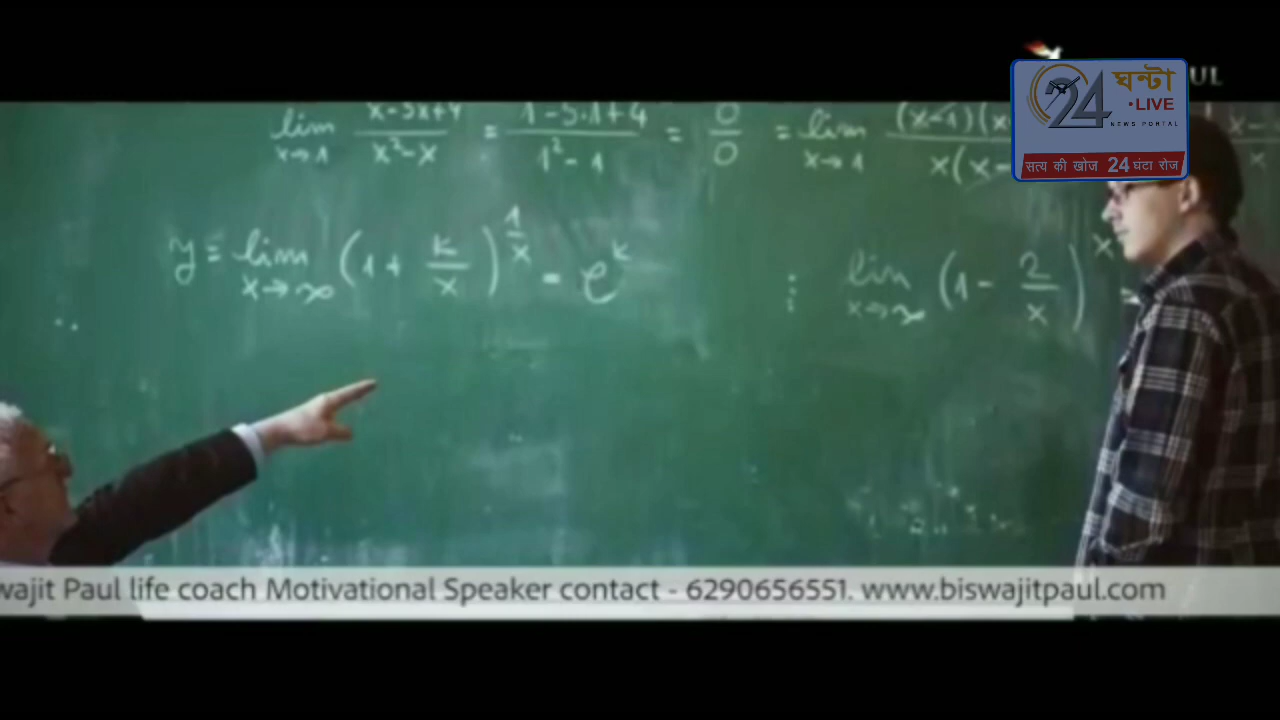 UL
ঘন্টা
24
•LIVE
NEWS PORTAL
सत्य की खोज 24 घंटा रोज
lim x→1 x-5x+4 / x²-x = 1-5·1+4 / 1²-1 = 0/0 = lim x→1 (x-1)(x / x(x-
y = lim x→∞ (1+ k/x)^1/x = e^k
: lim x→∞ (1- 2/x) x
wajit Paul life coach Motivational Speaker contact - 6290656551. www.biswajitpaul.com